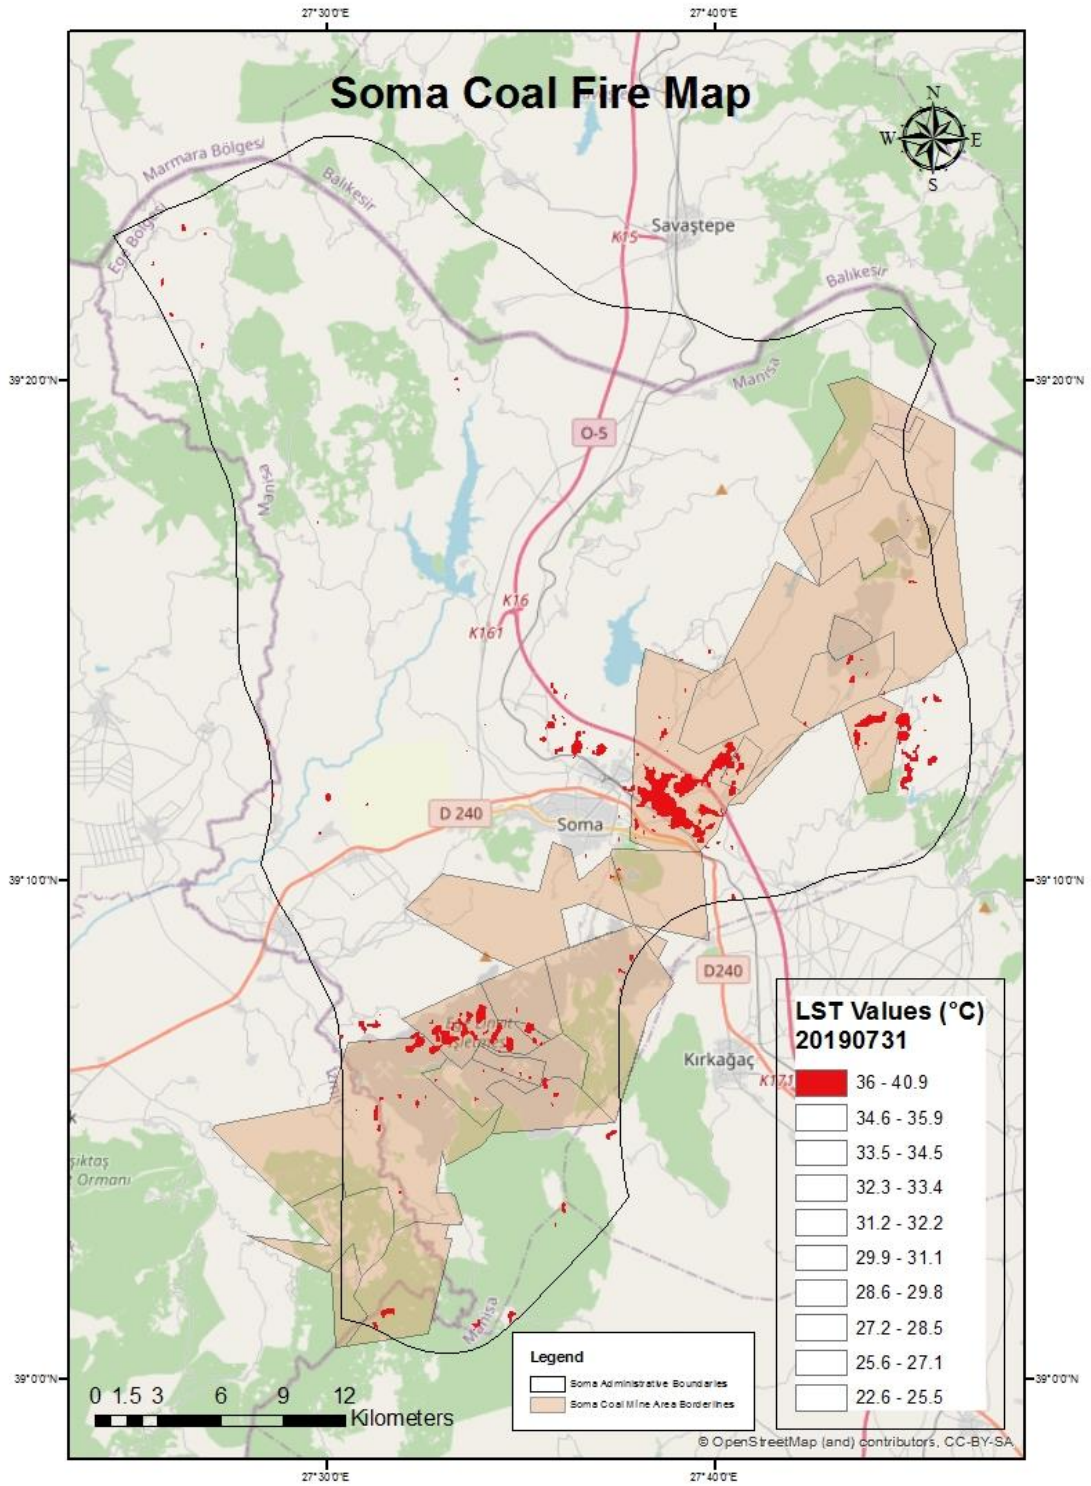 27°30'0"E
27°40'0"E
Soma Coal Fire Map
N
W
E
S
Marmara Bölgesi
Ege Bölgesi
Balıkesir
Savaştepe
K15
Balıkesir
Manisa
39°20'0"N
39°20'0"N
O-5
Manisa
K16
K161
D 240
Soma
39°10'0"N
39°10'0"N
D240
Kırkağaç
K171
LST Values (°C)
20190731
36 - 40.9
34.6 - 35.9
33.5 - 34.5
32.3 - 33.4
31.2 - 32.2
29.9 - 31.1
28.6 - 29.8
27.2 - 28.5
25.6 - 27.1
22.6 - 25.5
Ormanı
Manisa
Legend
Soma Administrative Boundaries
Soma Coal Mine Area Borderlines
39°0'0"N
39°0'0"N
0 1.5 3 6 9 12
Kilometers
© OpenStreetMap (and) contributors, CC-BY-SA
27°30'0"E
27°40'0"E